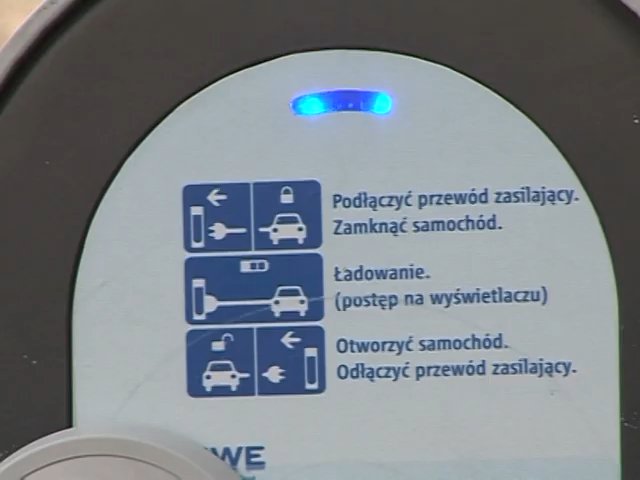 Podłączyć przewód zasilający.
Zamknąć samochód.
Ładowanie.
(postęp na wyświetlaczu)
Otworzyć samochód.
Odłączyć przewód zasilający.